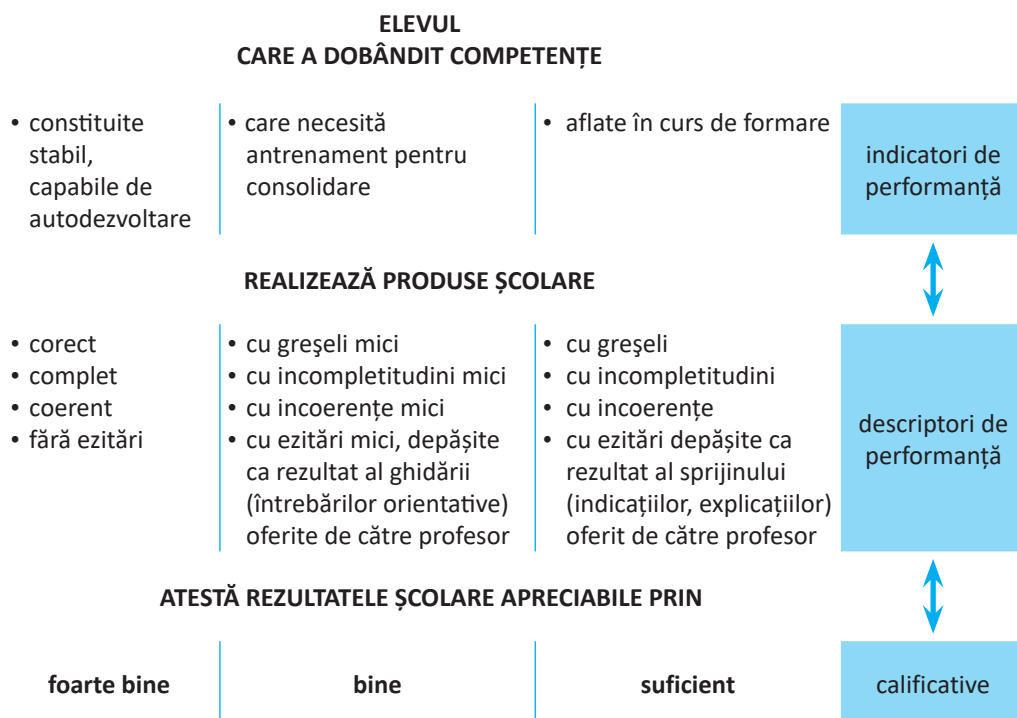 ELEVUL
CARE A DOBÂNDIT COMPETENȚE
• constituite
stabil,
capabile de
autodezvoltare
• care necesită
antrenament pentru
consolidare
• aflate în curs de formare
indicatori de
performanță
REALIZEAZĂ PRODUSE ȘCOLARE
• corect
• complet
• coerent
• fără ezitări
• cu greşeli mici
• cu incompletitudini mici
• cu incoerențe mici
• cu ezitări mici, depășite
ca rezultat al ghidării
(întrebărilor orientative)
oferite de către profesor
• cu greşeli
• cu incompletitudini
• cu incoerențe
• cu ezitări depășite ca
rezultat al sprijinului
(indicațiilor, explicațiilor)
oferit de către profesor
descriptori de
performanță
ATESTĂ REZULTATELE ȘCOLARE APRECIABILE PRIN
foarte bine
bine
suficient
calificative